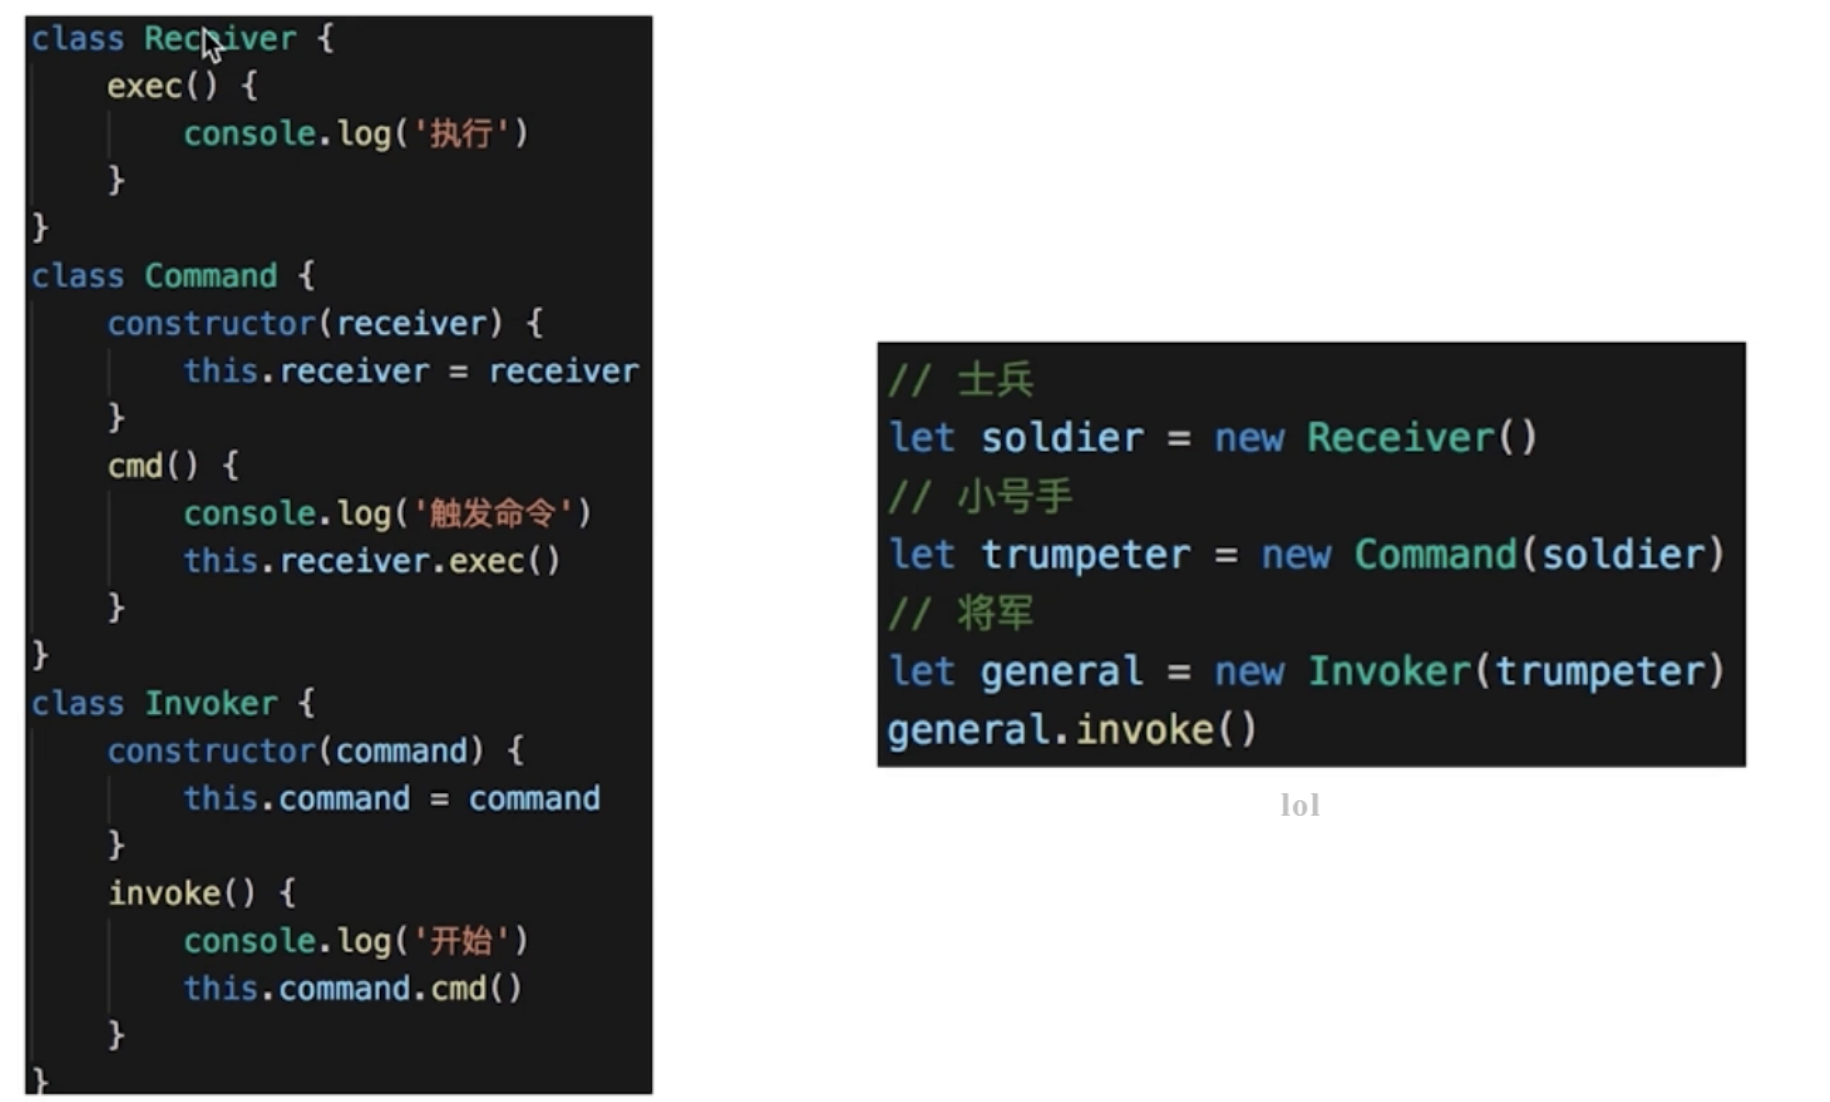 class Receiver {
    exec() {
        console.log('执行')
    }
}
class Command {
    constructor(receiver) {
        this.receiver = receiver
    }
    cmd() {
        console.log('触发命令')
        this.receiver.exec()
    }
}
class Invoker {
    constructor(command) {
        this.command = command
    }
    invoke() {
        console.log('开始')
        this.command.cmd()
    }
}
// 士兵
let soldier = new Receiver()
// 小号手
let trumpeter = new Command(soldier)
// 将军
let general = new Invoker(trumpeter)
general.invoke()
lol